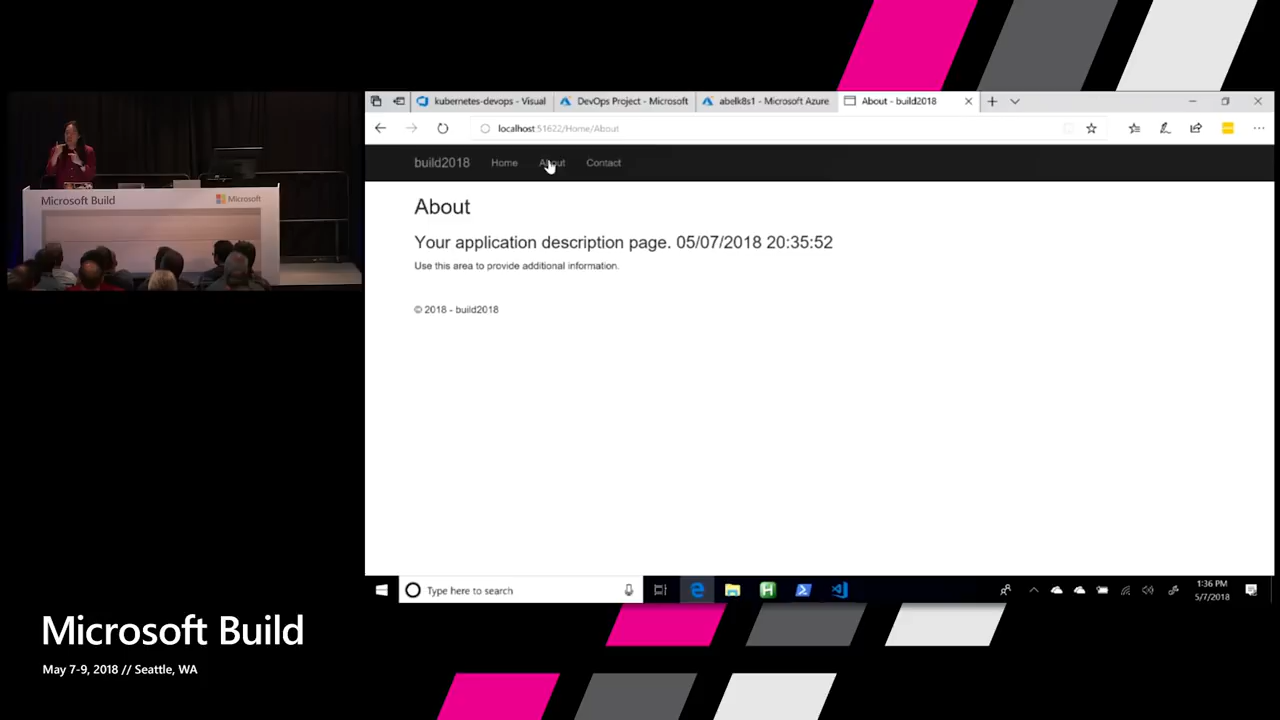 kubernetes-devops - Visual
DevOps Project - Microsoft
abelk8s1 - Microsoft Azure
About - build2018
localhost:51622/Home/About
build2018
Home
About
Contact
About
Your application description page. 05/07/2018 20:35:52
Use this area to provide additional information.
© 2018 - build2018
Microsoft Build
Microsoft
Type here to search
1:36 PM
5/7/2018
Microsoft Build
May 7-9, 2018 // Seattle, WA